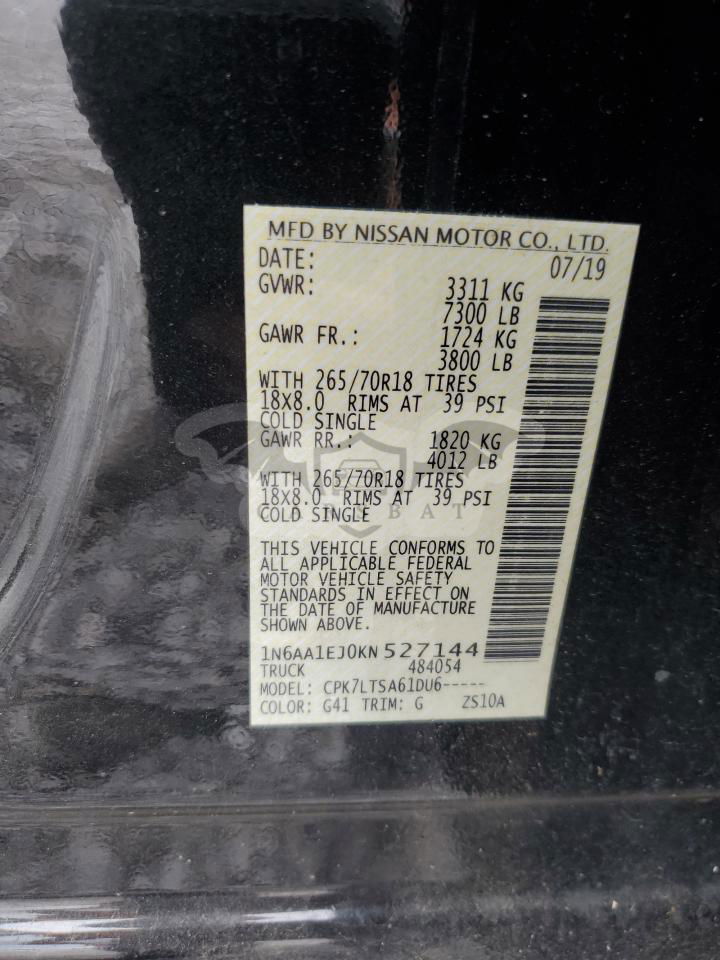 MFD BY NISSAN MOTOR CO., LTD.
DATE: 07/19
GVWR: 3311 KG
7300 LB
GAWR FR.: 1724 KG
3800 LB
WITH 265/70R18 TIRES
18X8.0 RIMS AT 39 PSI
COLD SINGLE
GAWR RR.: 1820 KG
4012 LB
WITH 265/70R18 TIRES
18X8.0 RIMS AT 39 PSI
COLD SINGLE
THIS VEHICLE CONFORMS TO
ALL APPLICABLE FEDERAL
MOTOR VEHICLE SAFETY
STANDARDS IN EFFECT ON
THE DATE OF MANUFACTURE
SHOWN ABOVE.
1N6AA1EJ0KN 527144
TRUCK 484054
MODEL: CPK7LTSA61DU6-----
COLOR: G41 TRIM: G ZS10A